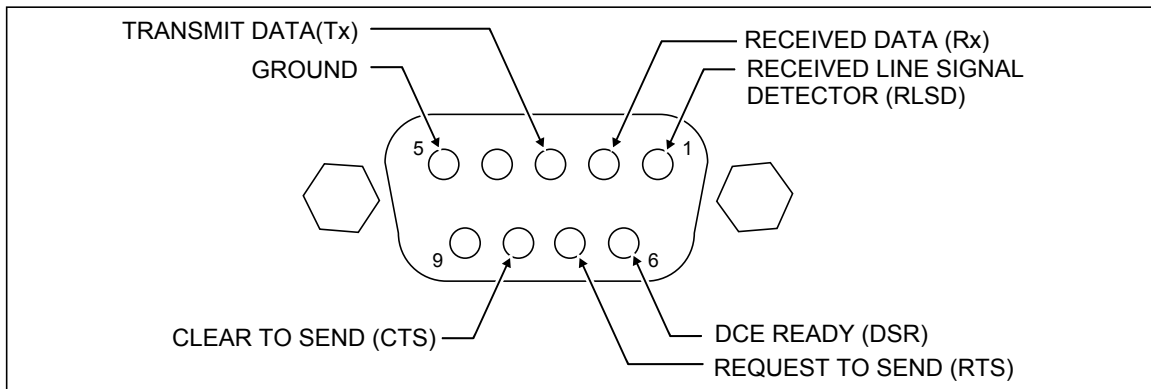 TRANSMIT DATA(Tx)
GROUND
RECEIVED DATA (Rx)
RECEIVED LINE SIGNAL
DETECTOR (RLSD)
5
1
9
6
CLEAR TO SEND (CTS)
DCE READY (DSR)
REQUEST TO SEND (RTS)